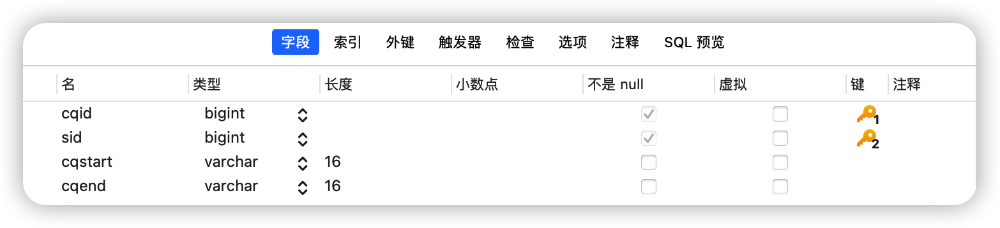 字段 索引 外键 触发器 检查 选项 注释 SQL 预览
名 类型 长度 小数点 不是 null 虚拟 键 注释
cqid bigint 1
sid bigint 2
cqstart varchar 16
cqend varchar 16